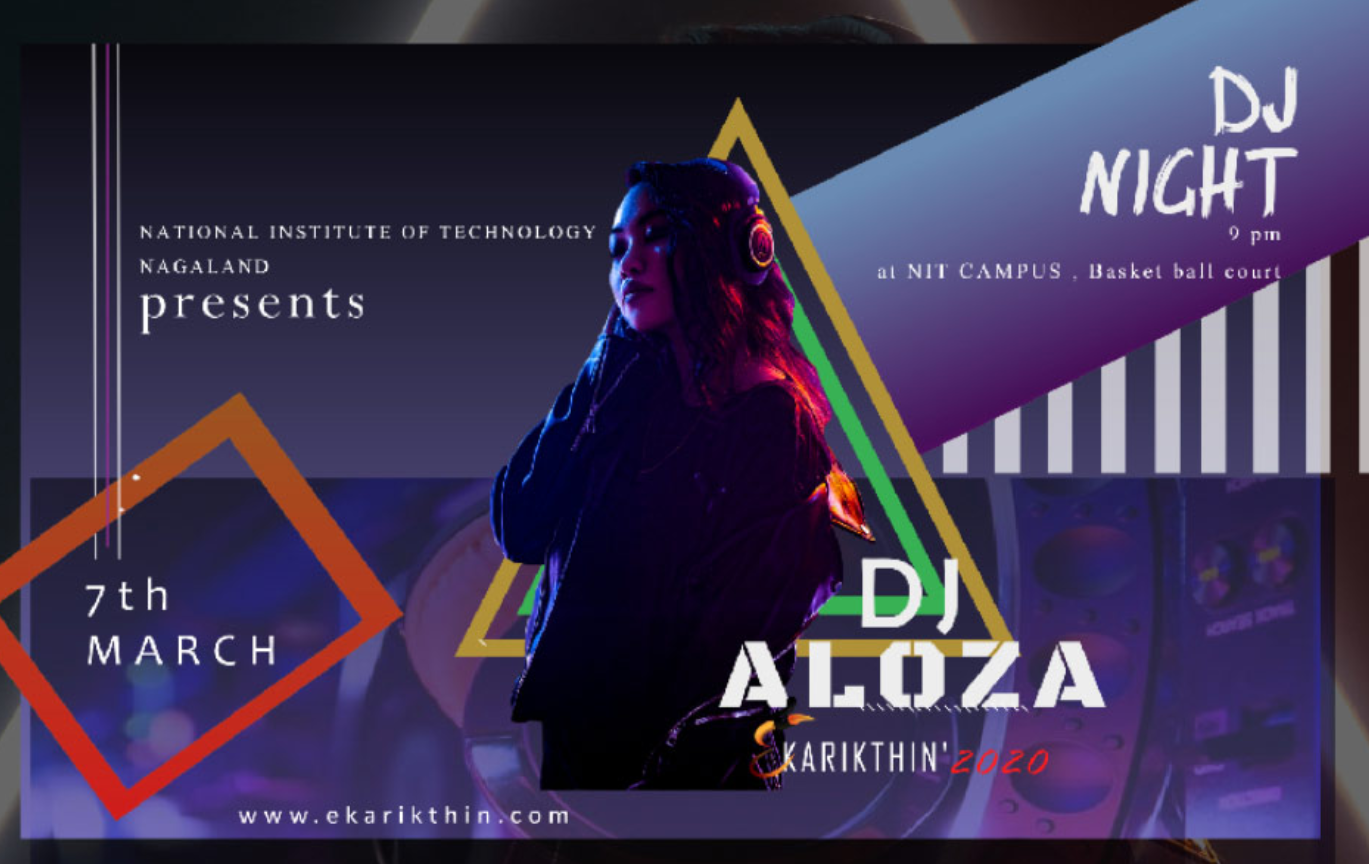 DJ
NIGHT
9 pm
at NIT CAMPUS , Basket ball court
NATIONAL INSTITUTE OF TECHNOLOGY
NAGALAND
presents
7th
MARCH
DJ
ALOZA
EKARIKTHIN' 2020
www.ekarikthin.com